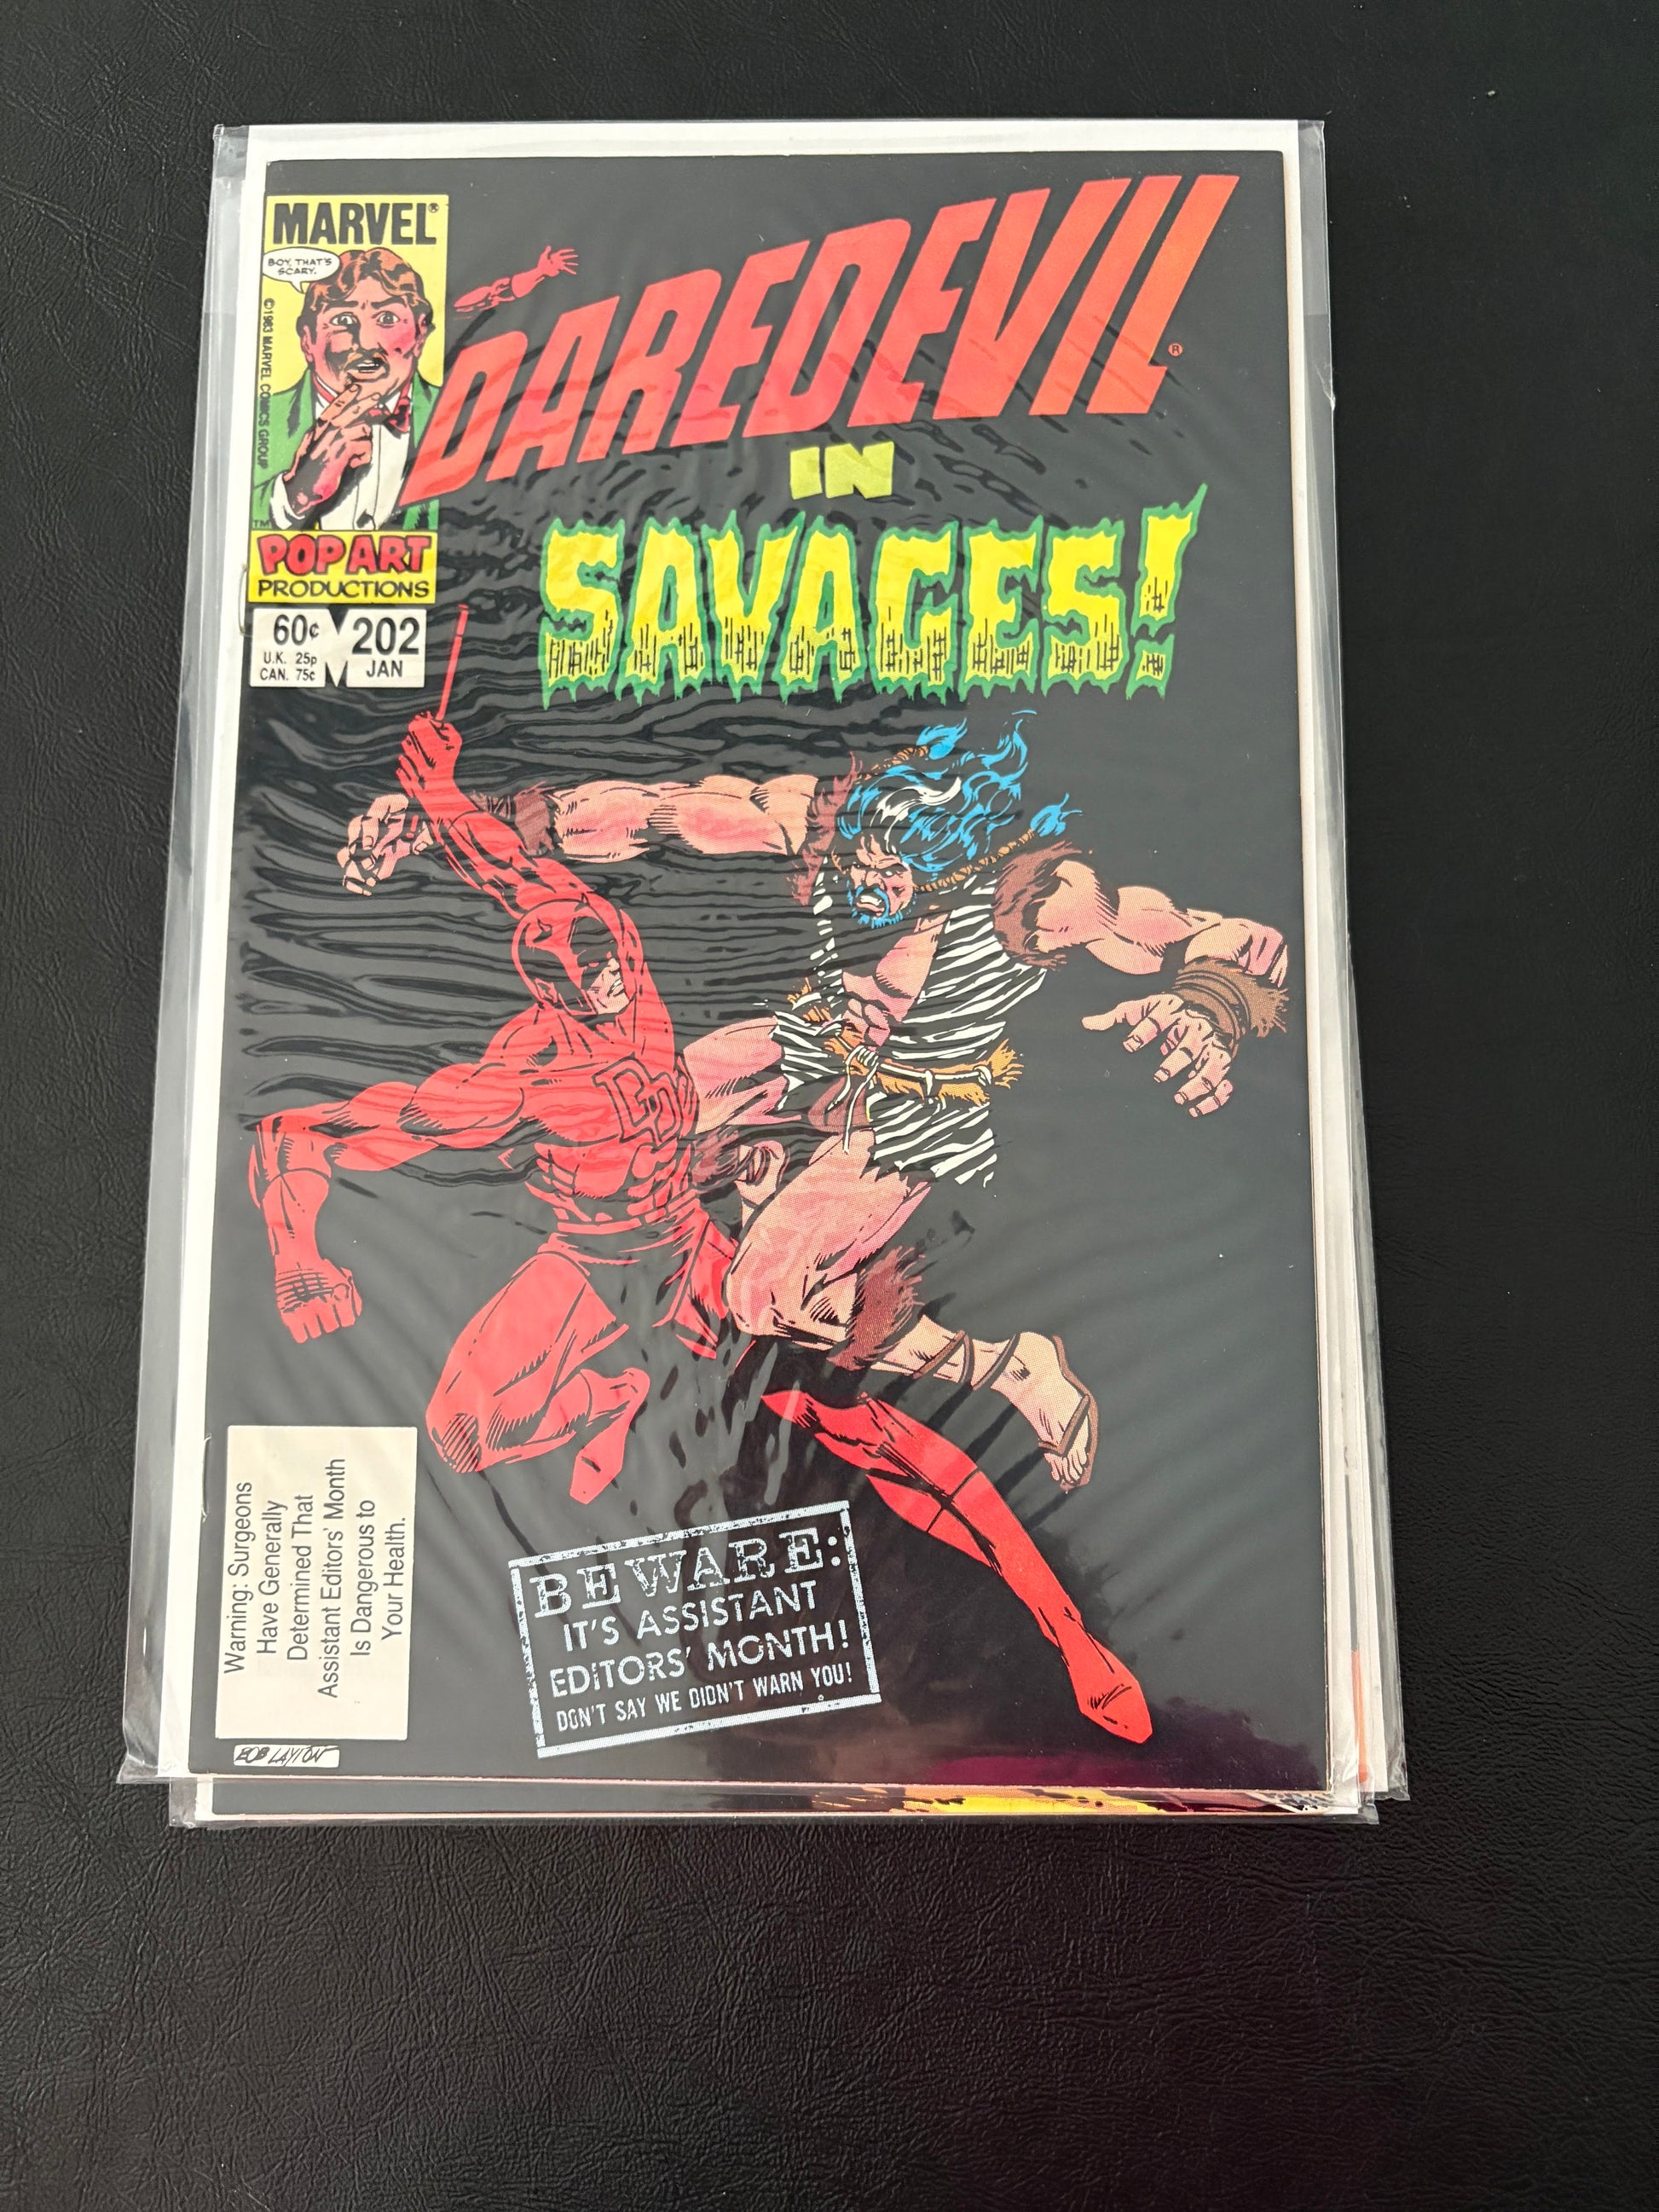 MARVEL®
BOY, THAT'S
SCARY.
©1983 MARVEL COMICS GROUP
TM
POP ART
PRODUCTIONS
60¢
U.K. 25p
CAN. 75¢
202
JAN
DAREDEVIL®
IN
SAVAGES!
DD
Warning: Surgeons
Have Generally
Determined That
Assistant Editors' Month
Is Dangerous to
Your Health.
BEWARE:
IT'S ASSISTANT
EDITORS' MONTH!
DON'T SAY WE DIDN'T WARN YOU!
BOB LAYTON